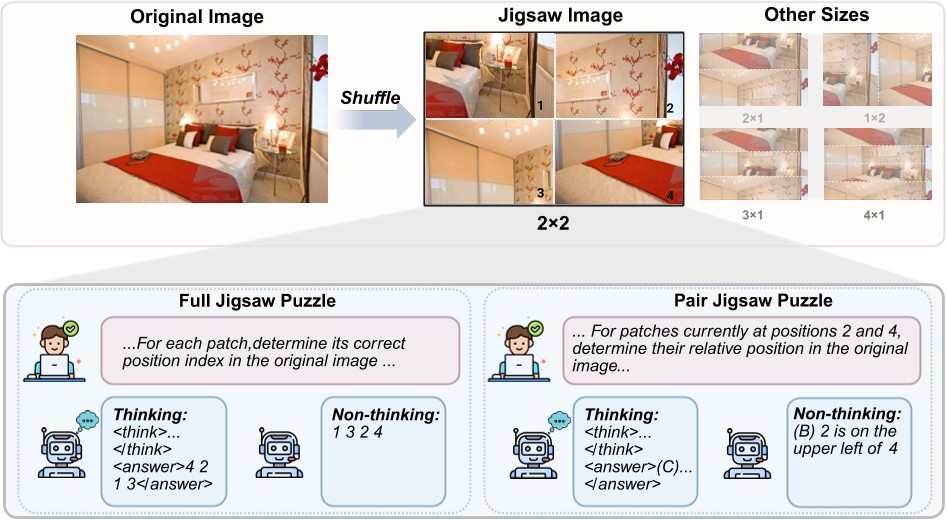 Original Image
Jigsaw Image
Other Sizes
Shuffle
1
2
3
4
2×2
2×1
1×2
3×1
4×1
Full Jigsaw Puzzle
...For each patch,determine its correct
position index in the original image ...
Thinking:
<think>...
</think>
<answer>4 2
1 3</answer>
Non-thinking:
1 3 2 4
Pair Jigsaw Puzzle
... For patches currently at positions 2 and 4,
determine their relative position in the original
image...
Thinking:
<think>...
</think>
<answer>(C)...
</answer>
Non-thinking:
(B) 2 is on the
upper left of 4